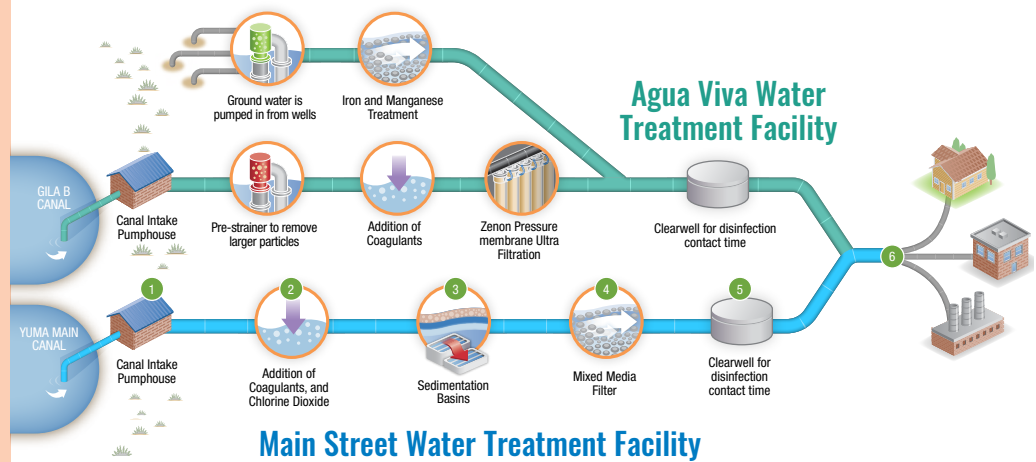 Ground water is
pumped in from wells
Iron and Manganese
Treatment
Agua Viva Water
Treatment Facility
GILA B
CANAL
Canal Intake
Pumphouse
Pre-strainer to remove
larger particles
Addition of
Coagulants
Zenon Pressure
membrane Ultra
Filtration
Clearwell for disinfection
contact time
6
1
2
3
4
5
YUMA MAIN
CANAL
Canal Intake
Pumphouse
Addition of
Coagulants, and
Chlorine Dioxide
Sedimentation
Basins
Mixed Media
Filter
Clearwell for
disinfection
contact time
Main Street Water Treatment Facility